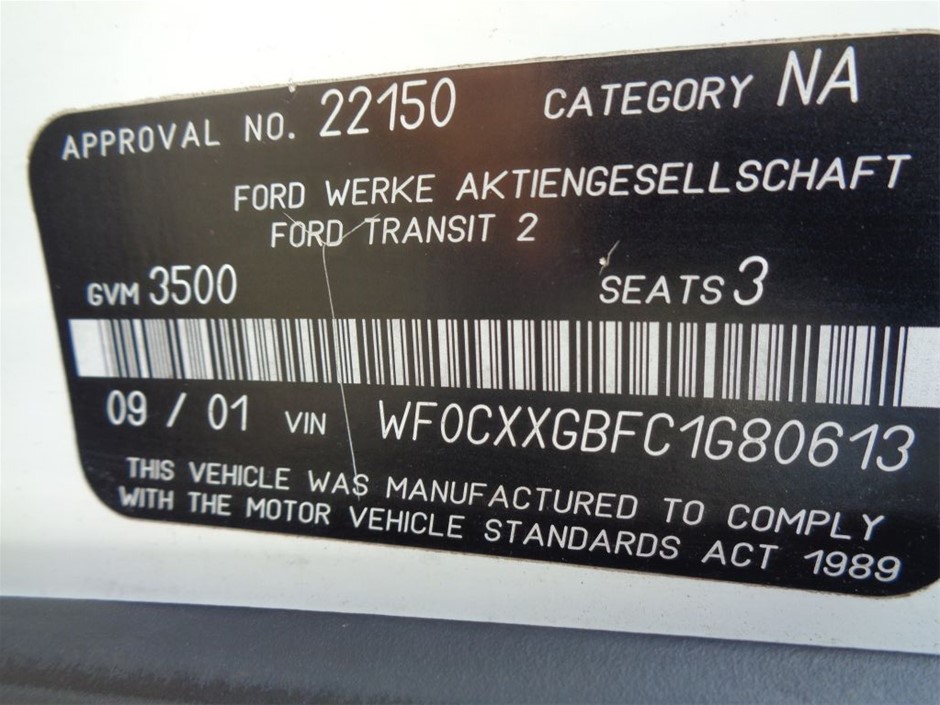 APPROVAL NO. 22150 CATEGORY NA
FORD WERKE AKTIENGESELLSCHAFT
FORD TRANSIT 2
GVM 3500 SEATS 3
09 / 01 VIN WF0CXXGBFC1G80613
THIS VEHICLE WAS MANUFACTURED TO COMPLY
WITH THE MOTOR VEHICLE STANDARDS ACT 1989